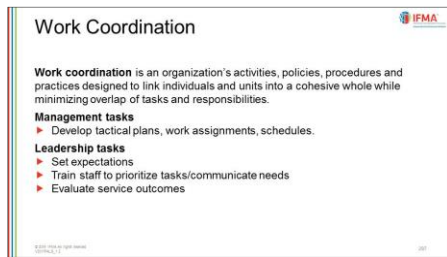 Work Coordination
IFMA
Work coordination is an organization's activities, policies, procedures and
practices designed to link individuals and units into a cohesive whole while
minimizing overlap of tasks and responsibilities.
Management tasks
Develop tactical plans, work assignments, schedules.
Leadership tasks
Set expectations
Train staff to prioritize tasks/communicate needs
Evaluate service outcomes